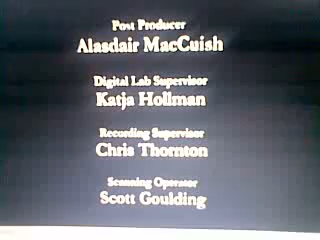 Post Producer
Alasdair MacCuish
Digital Lab Supervisor
Katja Hollman
Recording Supervisor
Chris Thornton
Scanning Operator
Scott Goulding